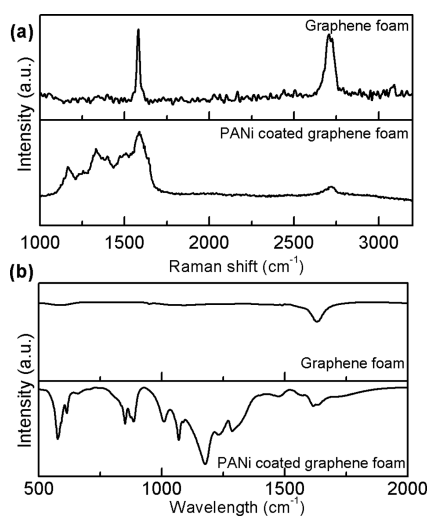 (a)
Graphene foam
PANi coated graphene foam
Intensity (a.u.)
1000 1500 2000 2500 3000
Raman shift (cm⁻¹)
(b)
Graphene foam
PANi coated graphene foam
Intensity (a.u.)
500 1000 1500 2000
Wavelength (cm⁻¹)